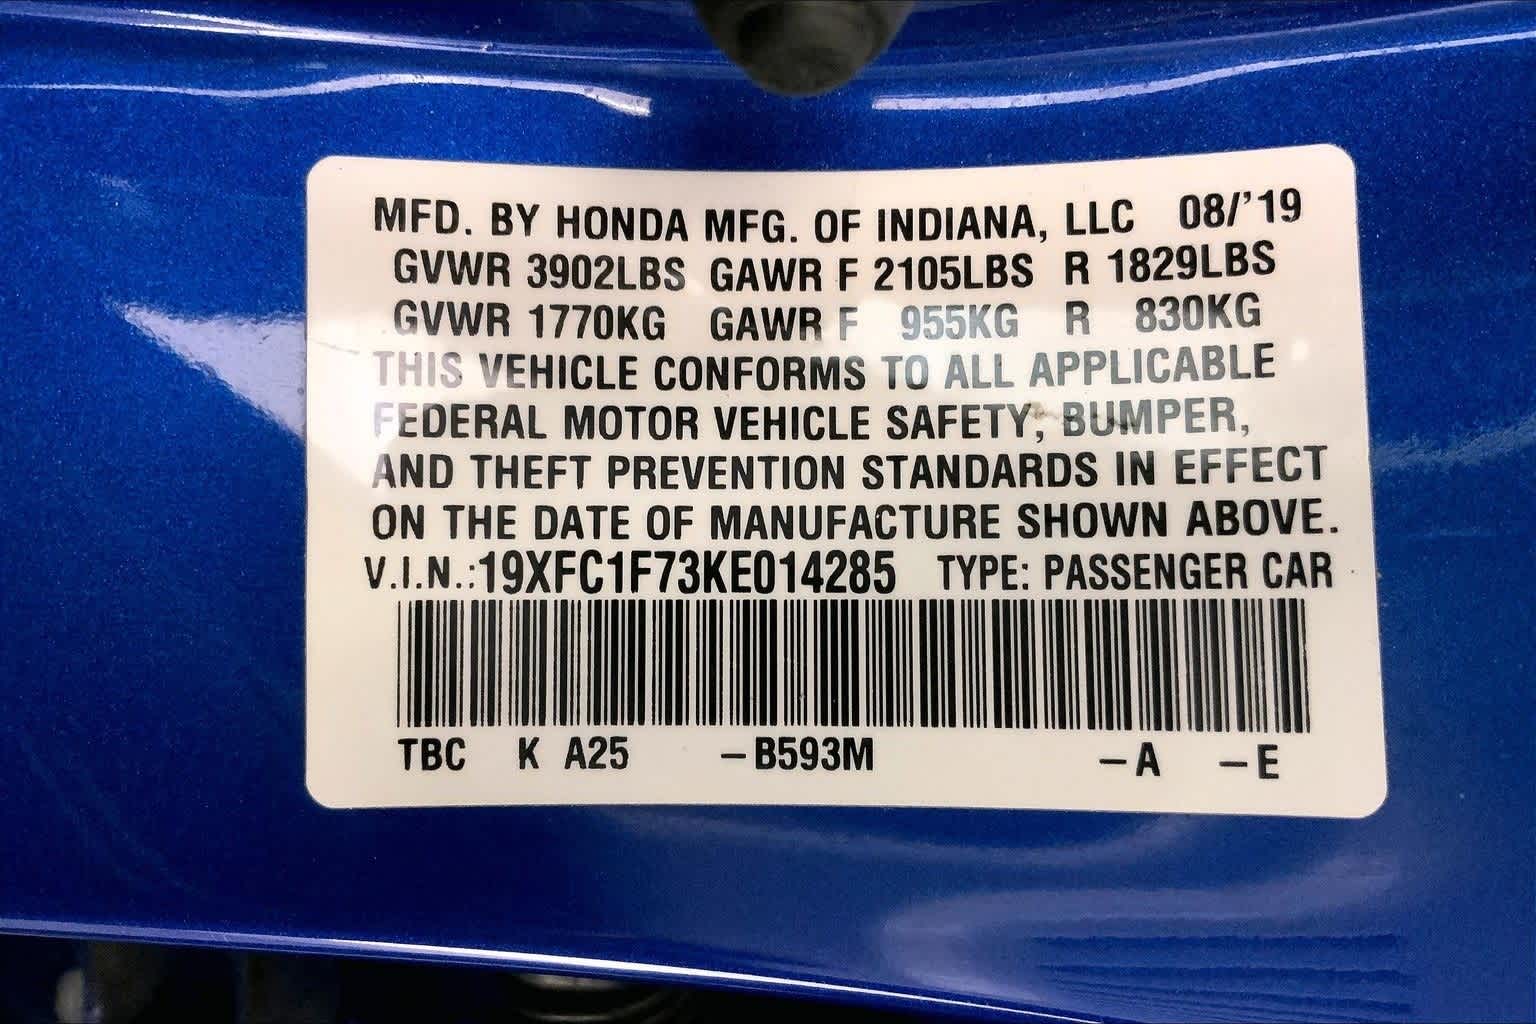 MFD. BY HONDA MFG. OF INDIANA, LLC 08/'19
GVWR 3902LBS GAWR F 2105LBS R 1829LBS
GVWR 1770KG GAWR F 955KG R 830KG
THIS VEHICLE CONFORMS TO ALL APPLICABLE
FEDERAL MOTOR VEHICLE SAFETY, BUMPER,
AND THEFT PREVENTION STANDARDS IN EFFECT
ON THE DATE OF MANUFACTURE SHOWN ABOVE.
V.I.N.:19XFC1F73KE014285 TYPE: PASSENGER CAR
TBC K A25 –B593M –A –E